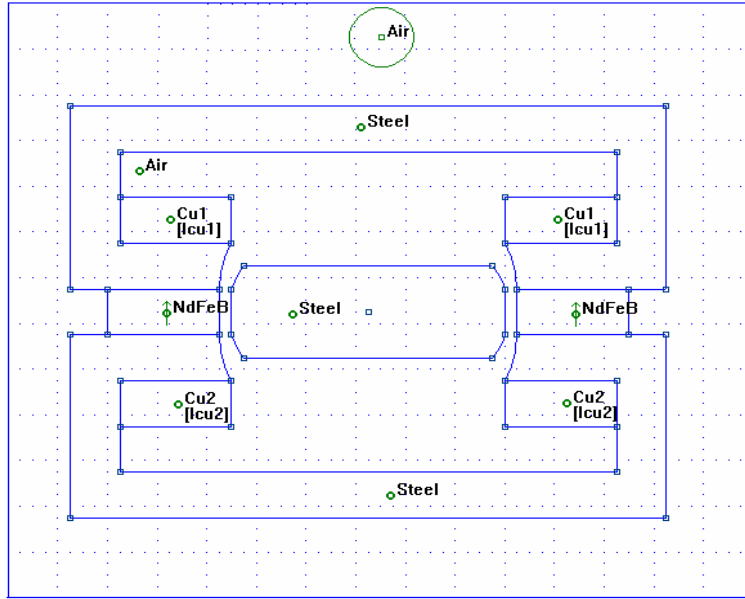 Air
Steel
Air
Cu1
[Icu1]
Cu1
[Icu1]
NdFeB
Steel
NdFeB
Cu2
[Icu2]
Cu2
[Icu2]
Steel